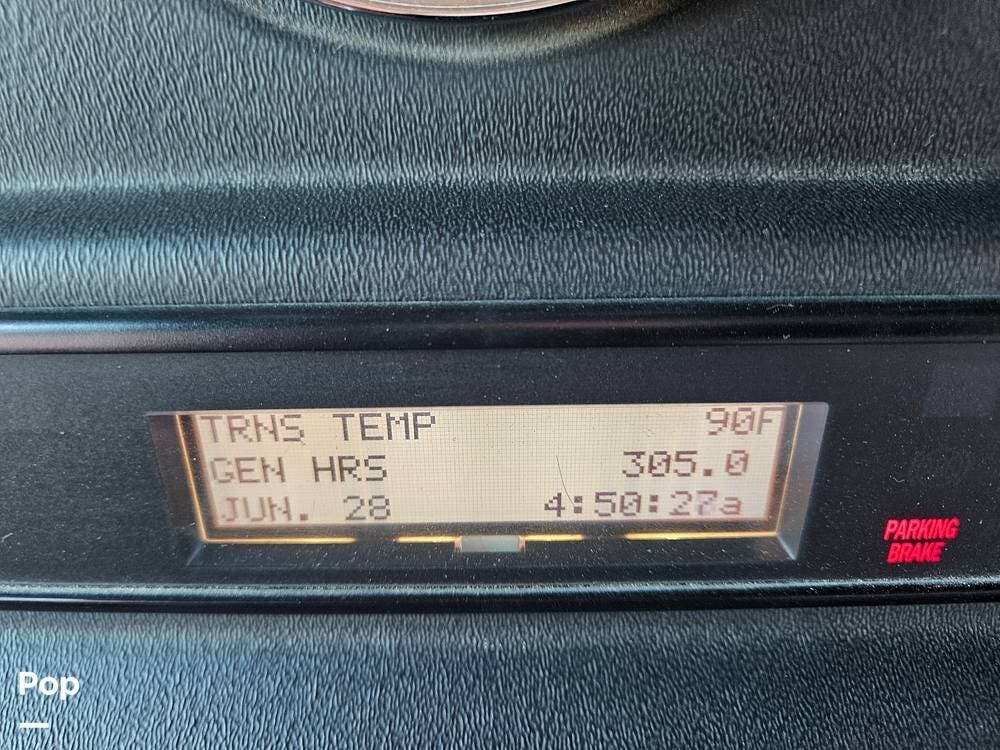 TRNS TEMP 90F
GEN HRS 305.0
JUN. 28 4:50:27a
PARKING
BRAKE
Pop